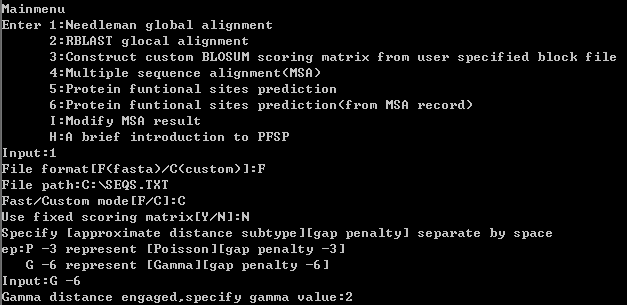 Mainmenu
Enter 1:Needleman global alignment
2:RBLAST glocal alignment
3:Construct custom BLOSUM scoring matrix from user specified block file
4:Multiple sequence alignment(MSA)
5:Protein funtional sites prediction
6:Protein funtional sites prediction(from MSA record)
I:Modify MSA result
H:A brief introduction to PFSP
Input:1
File format[F(fasta)/C(custom)]:F
File path:C:\SEQS.TXT
Fast/Custom mode[F/C]:C
Use fixed scoring matrix[Y/N]:N
Specify [approximate distance subtype][gap penalty] separate by space
ep:P -3 represent [Poisson][gap penalty -3]
G -6 represent [Gamma][gap penalty -6]
Input:G -6
Gamma distance engaged,specify gamma value:2